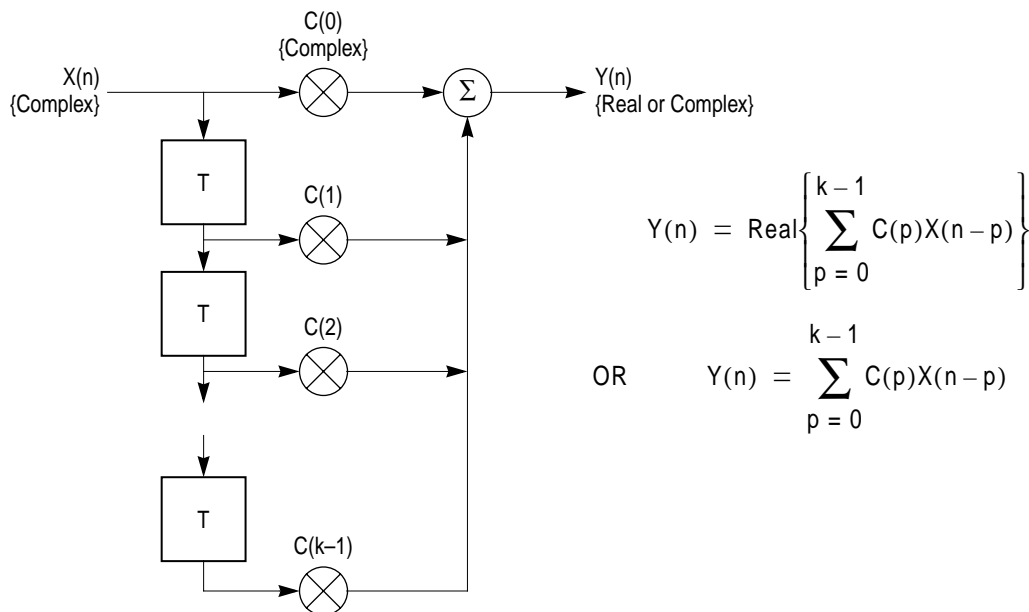 C(0)
{Complex}
X(n)
{Complex}
Σ
Y(n)
{Real or Complex}
T
C(1)
T
C(2)
T
C(k–1)
Y(n) = Real{∑ C(p)X(n–p)}
k – 1
p = 0
OR Y(n) = ∑ C(p)X(n–p)
k – 1
p = 0